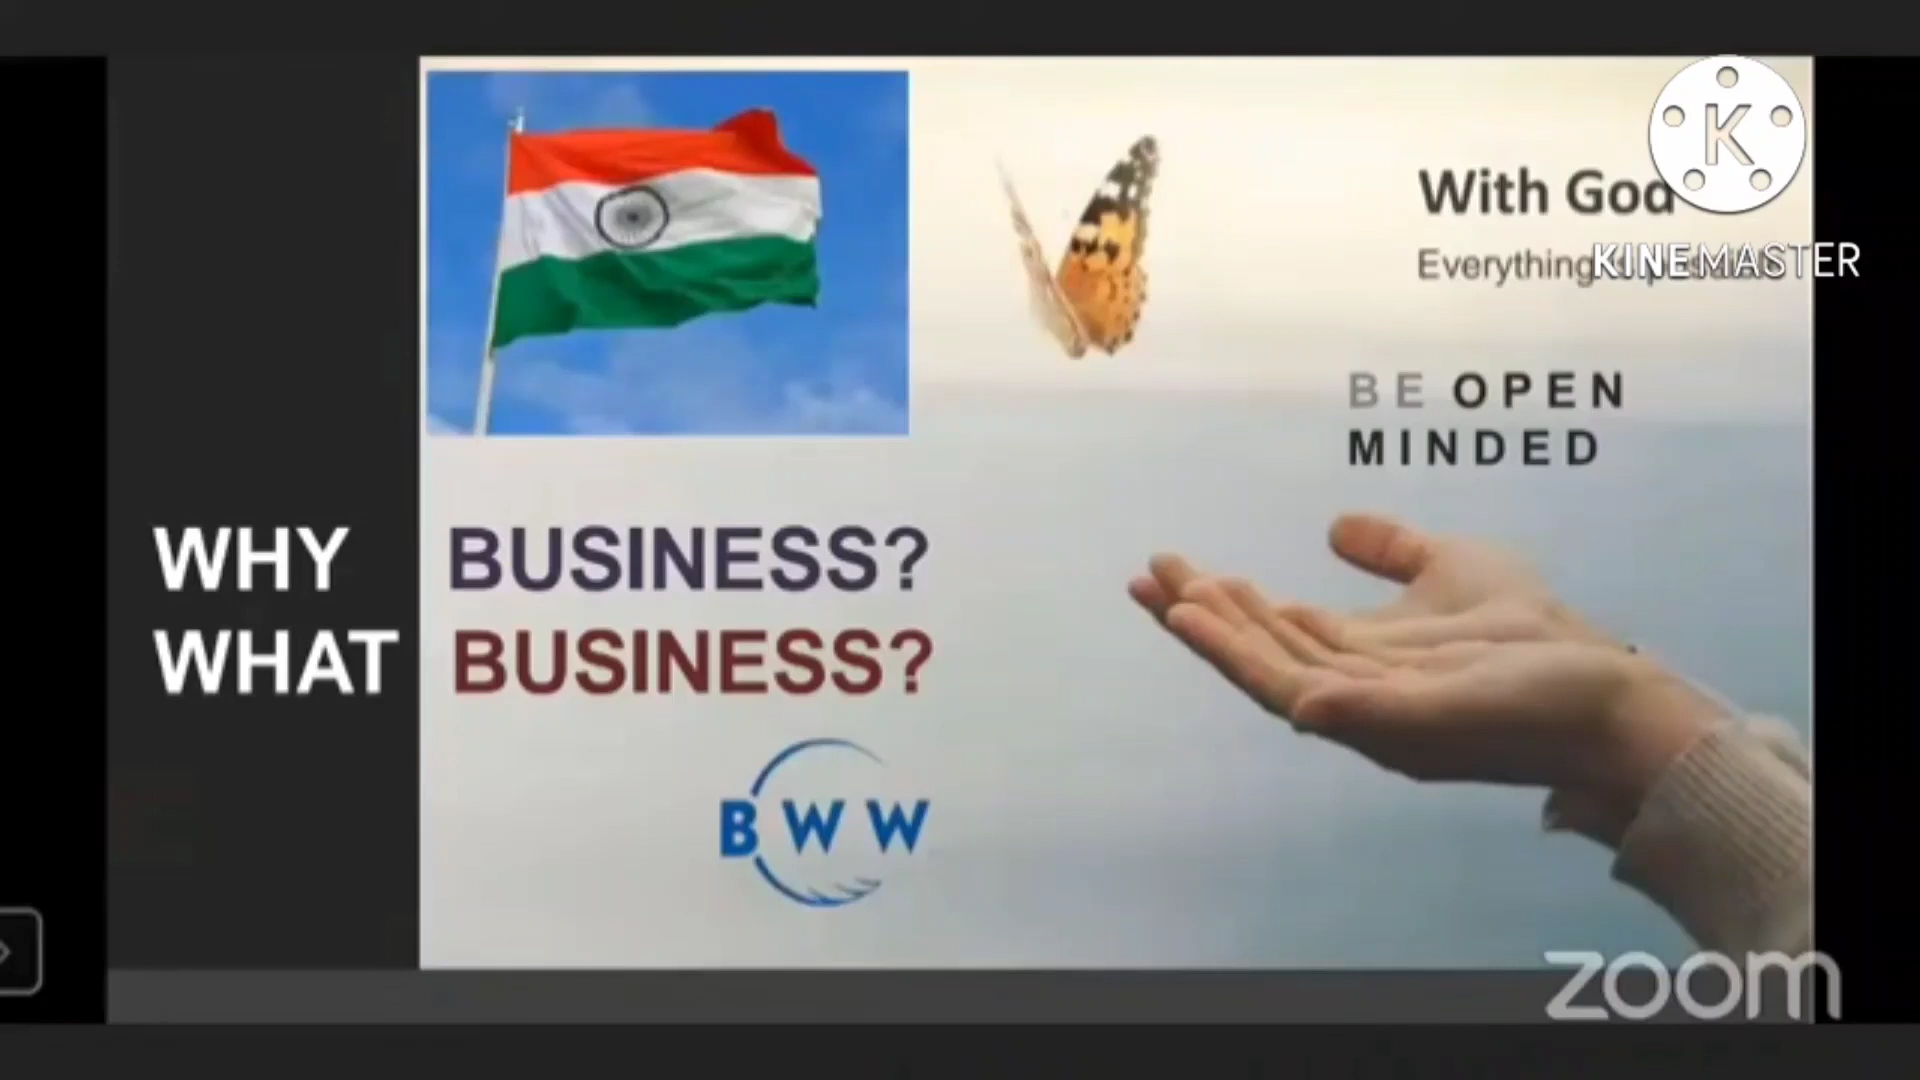 With God
Everything
K
KINEMASTER
BE OPEN
MINDED
WHY BUSINESS?
WHAT BUSINESS?
BWW
zoom